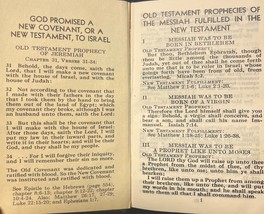 GOD PROMISED A
NEW COVENANT, OR A
NEW TESTAMENT, TO ISRAEL
OLD TESTAMENT PROPHECY
OF JEREMIAH
CHAPTER 31, VERSES 31-34:
31 Behold, the days come, saith the
Lord, that I will make a new covenant
with the house of Israel, and with the
house of Judah:
32 Not according to the covenant that
I made with their fathers in the day
that I took them by the hand to bring
them out of the land of Egypt; which
my covenant they brake, although I
was husband unto them, saith the Lord:
33 But this shall be the covenant that
I will make with the house of Israel;
After those days, saith the Lord, I will
put my law in their inward parts, and
write it in their hearts; and will be their
God, and they shall be my people.
34 for I will forgive their iniquity,
and I will remember their sin no more.
The Old Covenant was
with blood. So the New Covenant
was instituted and ratified with blood.
See Epistle to the Hebrews
OLD TESTAMENT PROPHECIES OF
THE MESSIAH FULFILLED IN THE
NEW TESTAMENT
I
MESSIAH WAS TO BE
BORN IN BETHLEHEM
OLD TESTAMENT PROPHECY:
But thou, Bethlehem Ephratah, though
thou be little among the thousands
of Judah, yet out of thee shall he come forth
unto me that is to be ruler in Israel; whose
goings forth have been from of old, from
everlasting. Micah 5:2.
NEW TESTAMENT FULFILLMENT:
See Matthew 2:1-6; Luke 2:1-20.
II
MESSIAH WAS TO BE
BORN OF A VIRGIN
OLD TESTAMENT PROPHECY:
Therefore the Lord himself shall give you
a sign; Behold, a virgin shall conceive, and
bear a son, and shall call his name
Isaiah 7:14.
NEW TESTAMENT FULFILLMENT:
See Matthew 1:18-25; Luke 1:26-38.
III
MESSIAH WAS TO BE
A PROPHET LIKE UNTO MOSES
OLD TESTAMENT PROPHECY:
The LORD thy God will raise up unto thee
a Prophet from the midst of thee, of thy
brethren, like unto me; unto him ye shall
hearken;
I will raise them up a Prophet from among
their brethren, like unto thee, and will put
my words in his mouth; and he shall speak
unto them all that I shall command him.